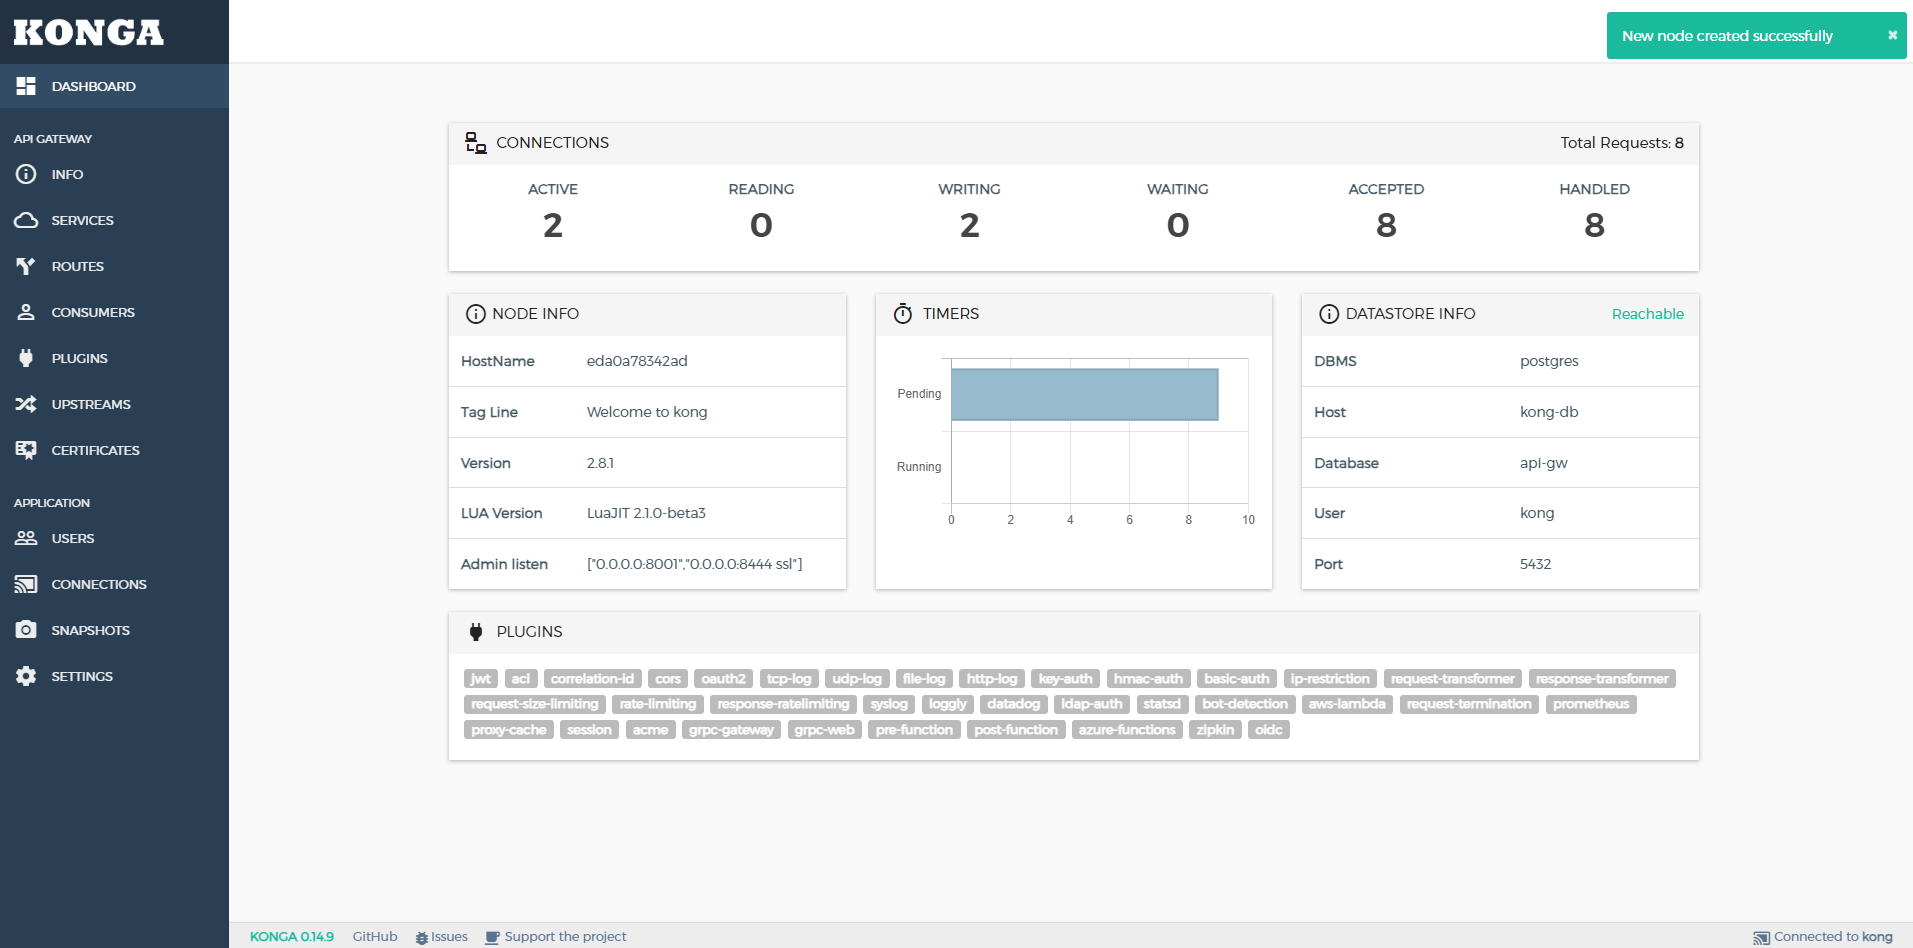 KONGA
New node created successfully ×
DASHBOARD
API GATEWAY
INFO
SERVICES
ROUTES
CONSUMERS
PLUGINS
UPSTREAMS
CERTIFICATES
APPLICATION
USERS
CONNECTIONS
SNAPSHOTS
SETTINGS
CONNECTIONS Total Requests: 8
ACTIVE READING WRITING WAITING ACCEPTED HANDLED
2 0 2 0 8 8
NODE INFO
HostName eda0a78342ad
Tag Line Welcome to kong
Version 2.8.1
LUA Version LuaJIT 2.1.0-beta3
Admin listen ["0.0.0.0:8001","0.0.0.0:8444 ssl"]
TIMERS
Pending
Running
0 2 4 6 8 10
DATASTORE INFO Reachable
DBMS postgres
Host kong-db
Database api-gw
User kong
Port 5432
PLUGINS
jwt acl correlation-id cors oauth2 tcp-log udp-log file-log http-log key-auth hmac-auth basic-auth ip-restriction request-transformer response-transformer
request-size-limiting rate-limiting response-ratelimiting syslog loggly datadog ldap-auth statsd bot-detection aws-lambda request-termination prometheus
proxy-cache session acme grpc-gateway grpc-web pre-function post-function azure-functions zipkin oidc
KONGA 0.14.9 GitHub Issues Support the project Connected to kong